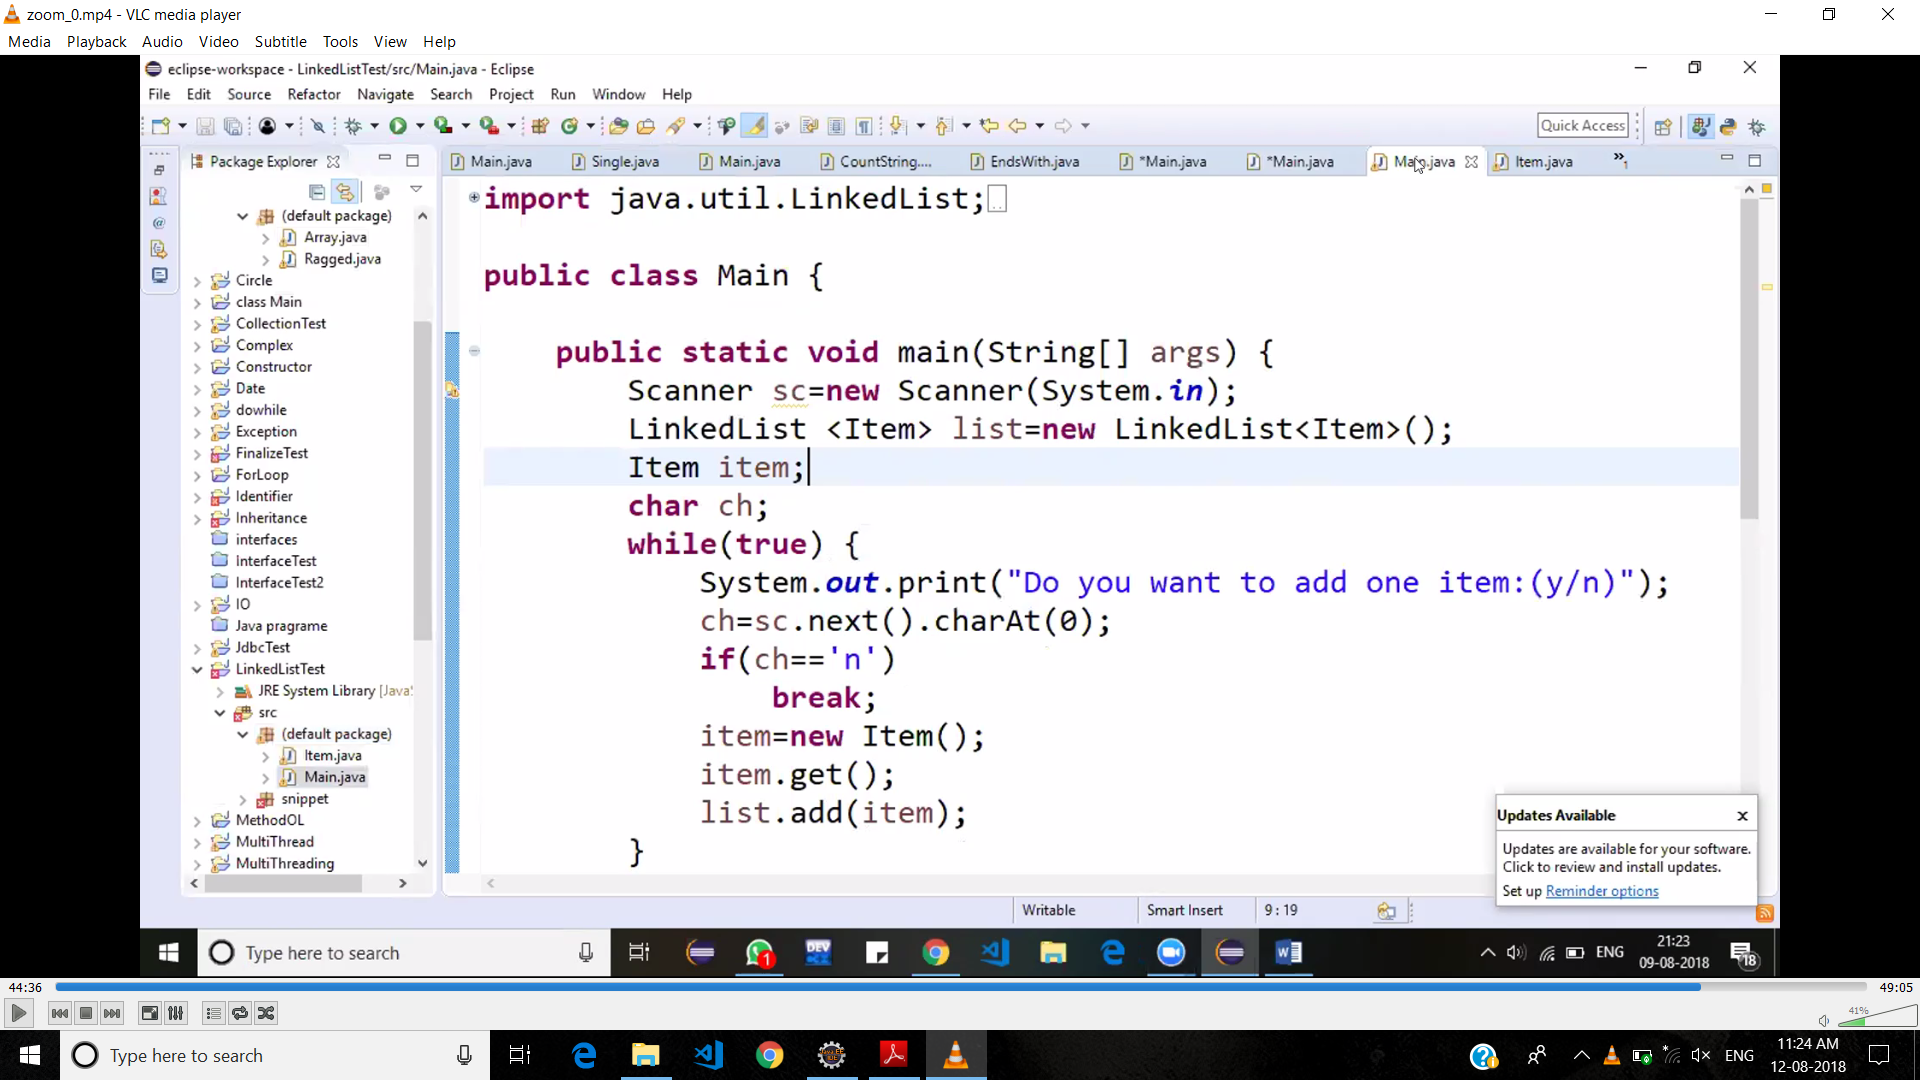 zoom_0.mp4 - VLC media player
Media Playback Audio Video Subtitle Tools View Help
eclipse-workspace - LinkedListTest/src/Main.java - Eclipse
File Edit Source Refactor Navigate Search Project Run Window Help
Quick Access
Package Explorer
Main.java Single.java Main.java CountString.... EndsWith.java *Main.java *Main.java Main.java Item.java »1
(default package)
Array.java
Ragged.java
Circle
class Main
CollectionTest
Complex
Constructor
Date
dowhile
Exception
FinalizeTest
ForLoop
Identifier
Inheritance
interfaces
InterfaceTest
InterfaceTest2
IO
Java programe
JdbcTest
LinkedListTest
JRE System Library [Java
src
(default package)
Item.java
Main.java
snippet
MethodOL
MultiThread
MultiThreading
import java.util.LinkedList;
public class Main {
public static void main(String[] args) {
Scanner sc=new Scanner(System.in);
LinkedList <Item> list=new LinkedList<Item>();
Item item;
char ch;
while(true) {
System.out.print("Do you want to add one item:(y/n)");
ch=sc.next().charAt(0);
if(ch=='n')
break;
item=new Item();
item.get();
list.add(item);
}
Updates Available
Updates are available for your software.
Click to review and install updates.
Set up Reminder options
Writable Smart Insert 9 : 19
Type here to search
DEV
1
ENG
21:23
09-08-2018
18
44:36 49:05
41%
Type here to search
ENG
11:24 AM
12-08-2018